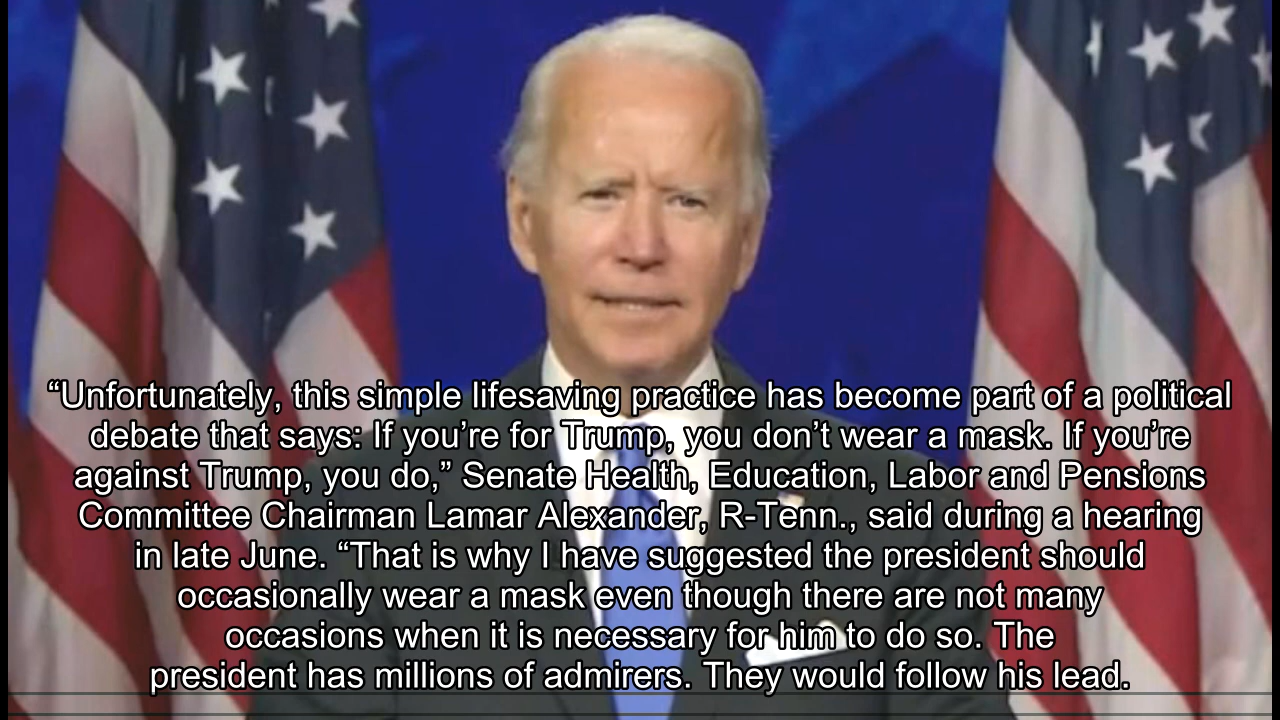 “Unfortunately, this simple lifesaving practice has become part of a political
debate that says: If you’re for Trump, you don’t wear a mask. If you’re
against Trump, you do,” Senate Health, Education, Labor and Pensions
Committee Chairman Lamar Alexander, R-Tenn., said during a hearing
in late June. “That is why I have suggested the president should
occasionally wear a mask even though there are not many
occasions when it is necessary for him to do so. The
president has millions of admirers. They would follow his lead.